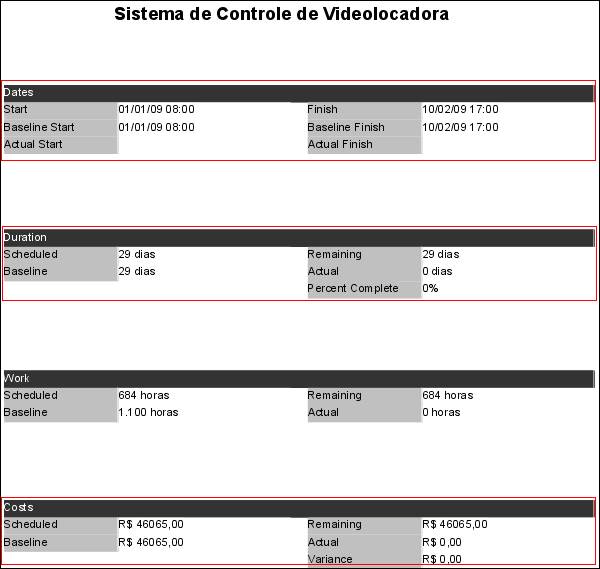 Sistema de Controle de Videolocadora
Dates
Start 01/01/09 08:00 Finish 10/02/09 17:00
Baseline Start 01/01/09 08:00 Baseline Finish 10/02/09 17:00
Actual Start Actual Finish
Duration
Scheduled 29 dias Remaining 29 dias
Baseline 29 dias Actual 0 dias
Percent Complete 0%
Work
Scheduled 684 horas Remaining 684 horas
Baseline 1.100 horas Actual 0 horas
Costs
Scheduled R$ 46065,00 Remaining R$ 46065,00
Baseline R$ 46065,00 Actual R$ 0,00
Variance R$ 0,00